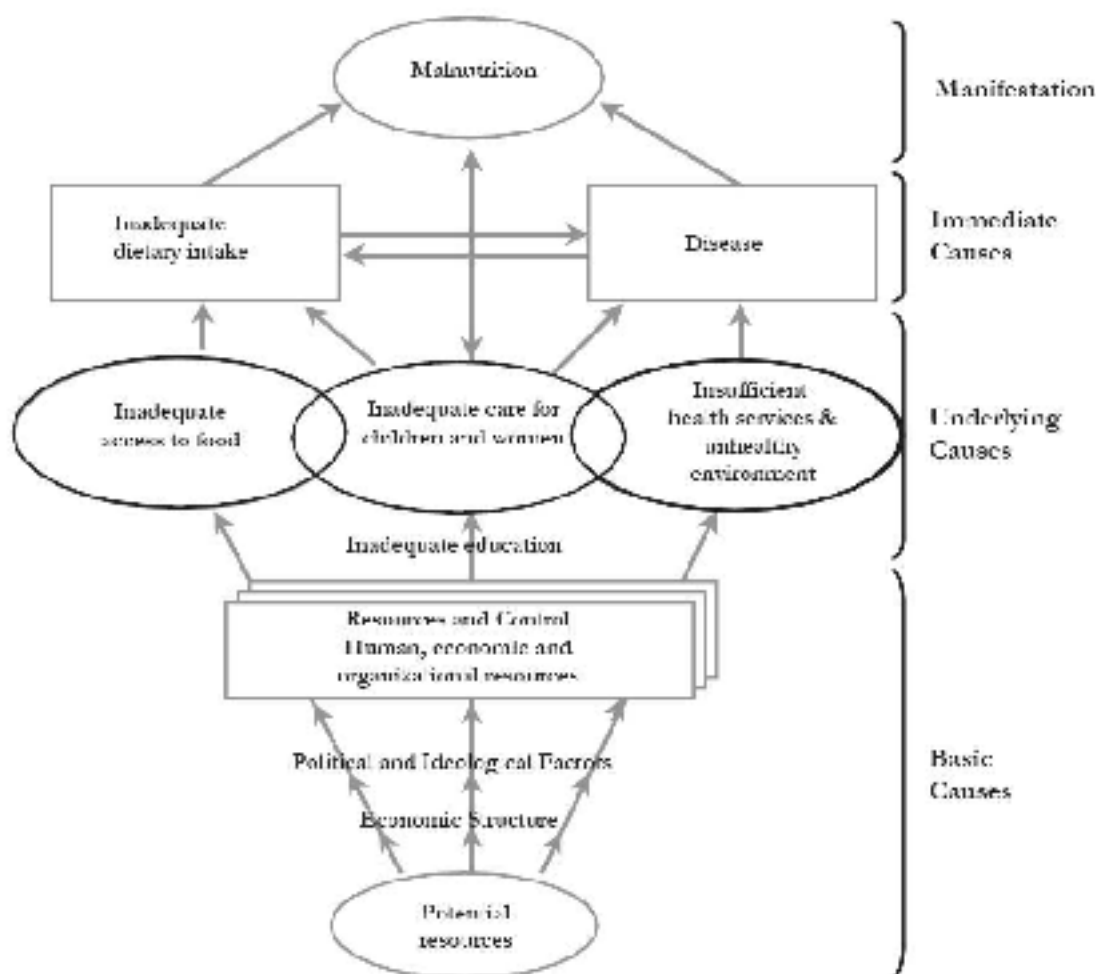 Malnutrition
Manifestation
Inadequate
dietary intake
Disease
Immediate
Causes
Inadequate
access to food
Inadequate care for
children and women
Insufficient
health services &
unhealthy
environment
Underlying
Causes
Inadequate education
Resources and Control
Human, economic and
organizational resources
Political and Ideological Factors
Economic Structure
Basic
Causes
Potential
resources